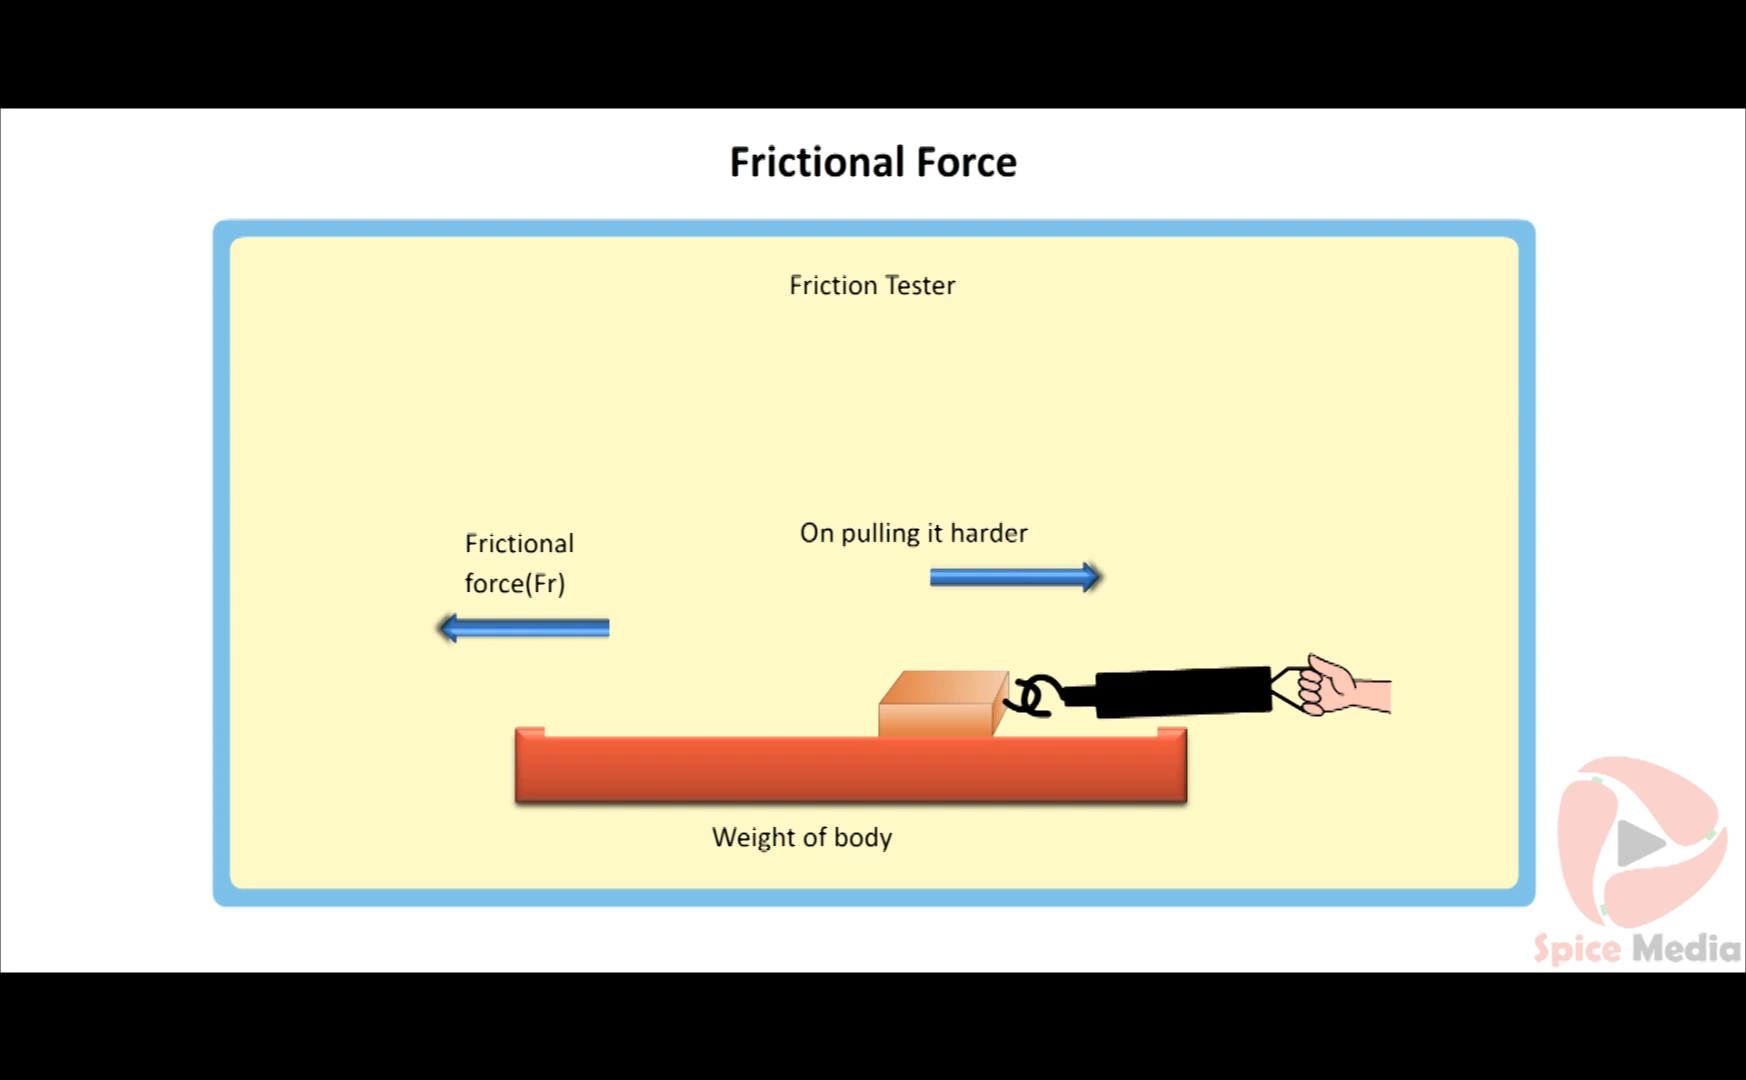 Frictional Force
Friction Tester
On pulling it harder
Frictional
force(Fr)
Weight of body
Spice Media